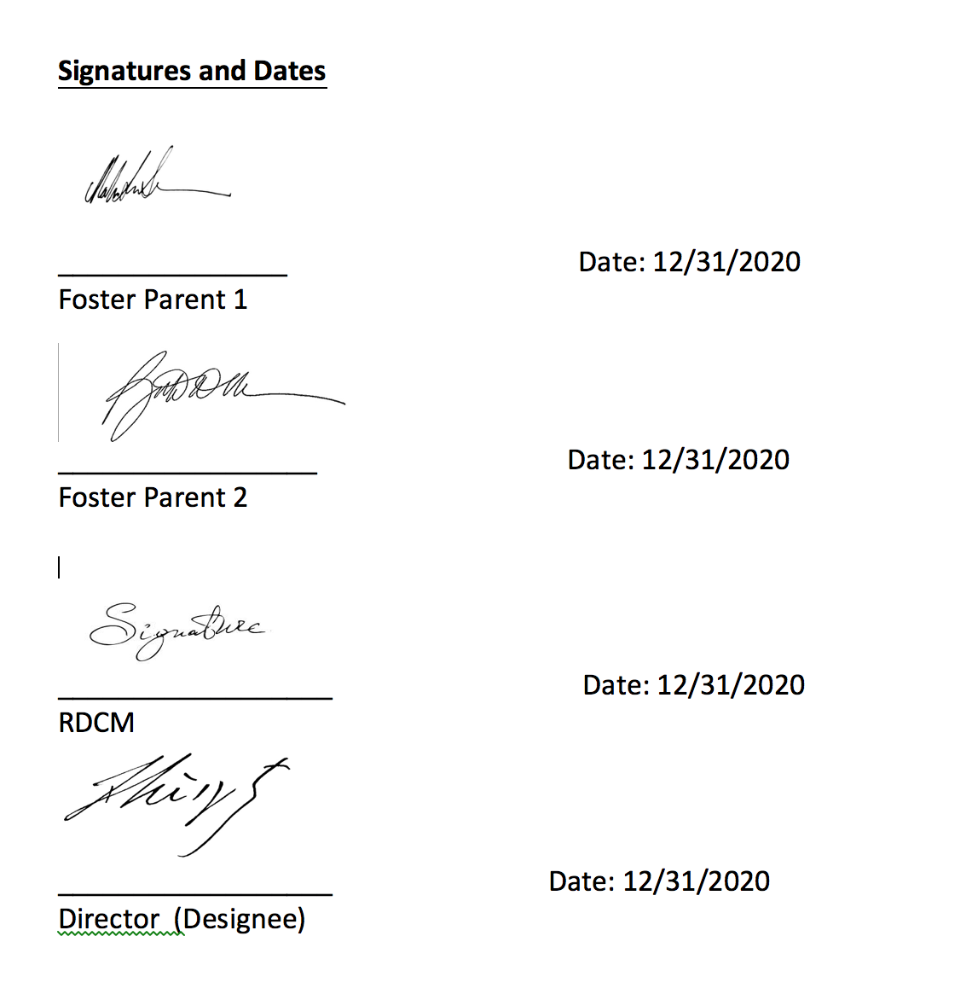 Signatures and Dates
Date: 12/31/2020
Foster Parent 1
Date: 12/31/2020
Foster Parent 2
Signature
Date: 12/31/2020
RDCM
Date: 12/31/2020
Director (Designee)